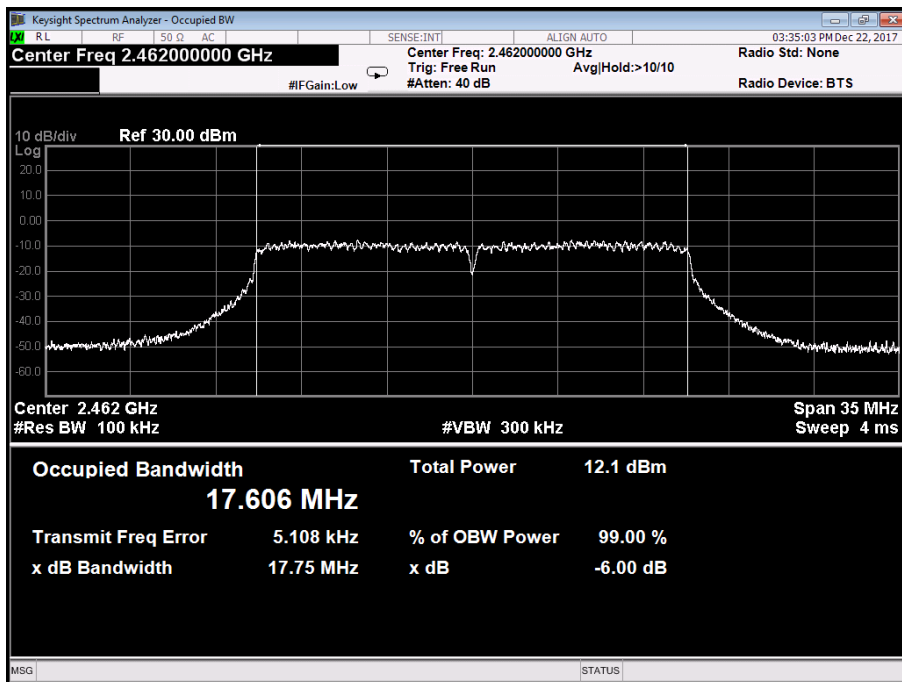 Keysight Spectrum Analyzer - Occupied BW
LXI RL RF 50 Ω AC SENSE:INT ALIGN AUTO 03:35:03 PM Dec 22, 2017
Center Freq 2.462000000 GHz
Center Freq: 2.462000000 GHz
Radio Std: None
Trig: Free Run Avg|Hold:>10/10
#IFGain:Low
#Atten: 40 dB
Radio Device: BTS
10 dB/div Ref 30.00 dBm
Log
20.0
10.0
0.00
-10.0
-20.0
-30.0
-40.0
-50.0
-60.0
Center 2.462 GHz Span 35 MHz
#Res BW 100 kHz #VBW 300 kHz Sweep 4 ms
Occupied Bandwidth
17.606 MHz
Total Power 12.1 dBm
Transmit Freq Error 5.108 kHz % of OBW Power 99.00 %
x dB Bandwidth 17.75 MHz x dB -6.00 dB
MSG STATUS